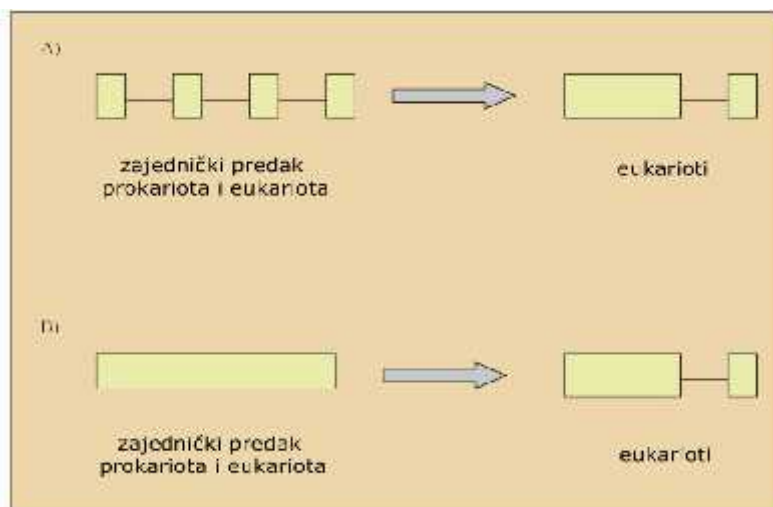 A)
zajednički predak
prokariota i eukariota
eukarioti
zajednički predak
prokariota i eukariota
eukarioti